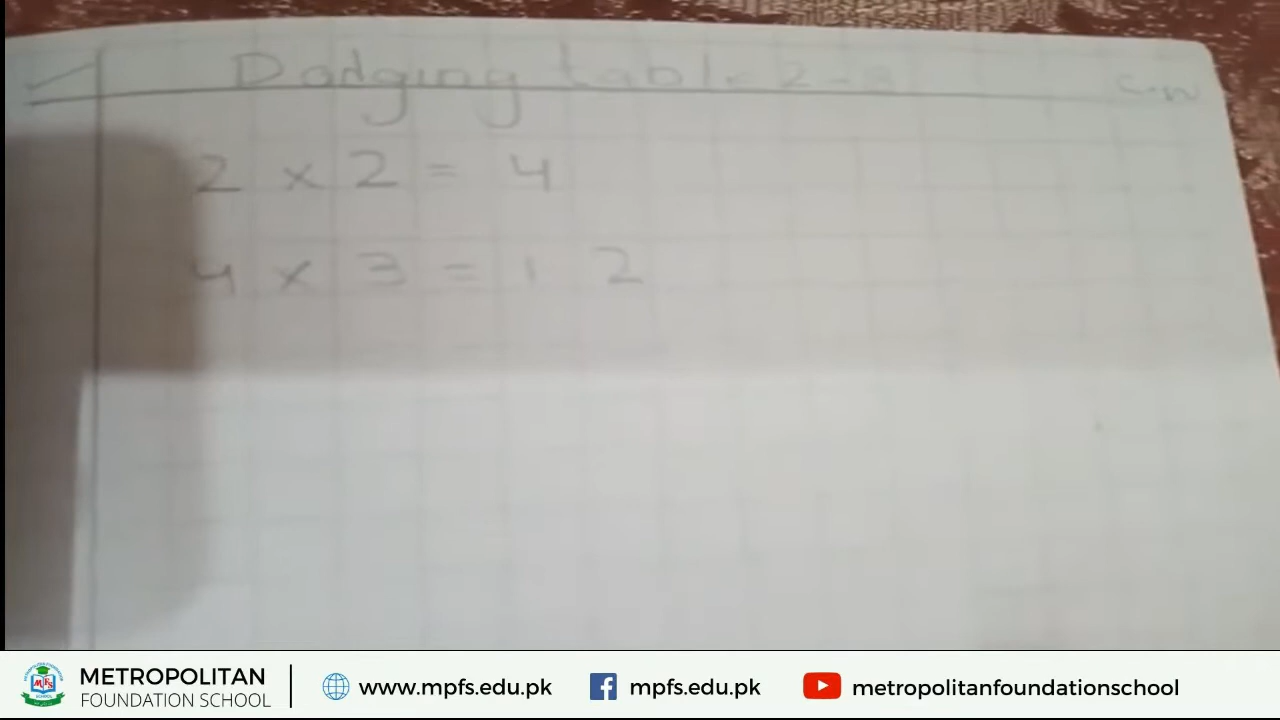 Dodging table 2-8 C.W
2 x 2 = 4
4 x 3 = 12
METROPOLITAN
FOUNDATION SCHOOL
www.mpfs.edu.pk
mpfs.edu.pk
metropolitanfoundationschool